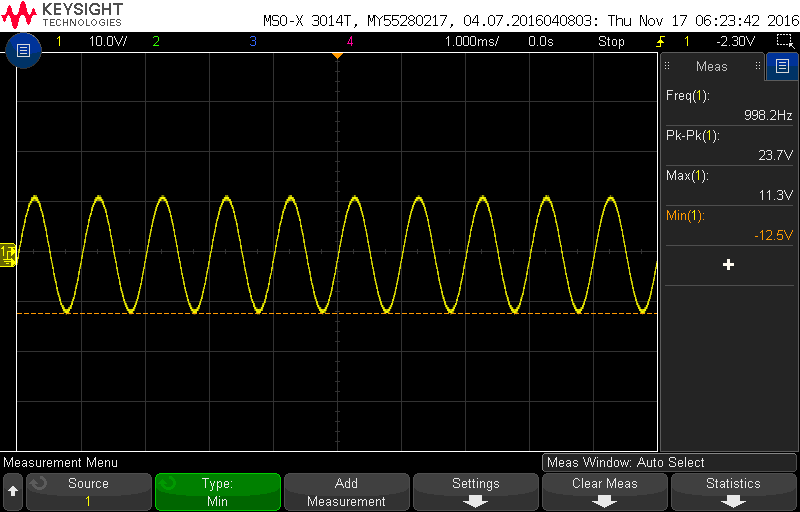 KEYSIGHT
TECHNOLOGIES
MSO-X 3014T, MY55280217, 04.07.2016040803: Thu Nov 17 06:23:42 2016
1 10.0V/ 2 3 4 1.000ms/ 0.0s Stop 1 -2.30V
Meas
Freq(1):
998.2Hz
Pk-Pk(1):
23.7V
Max(1):
11.3V
Min(1):
-12.5V
+
1
Measurement Menu
Meas Window: Auto Select
Source
1
Type:
Min
Add
Measurement
Settings
Clear Meas
Statistics